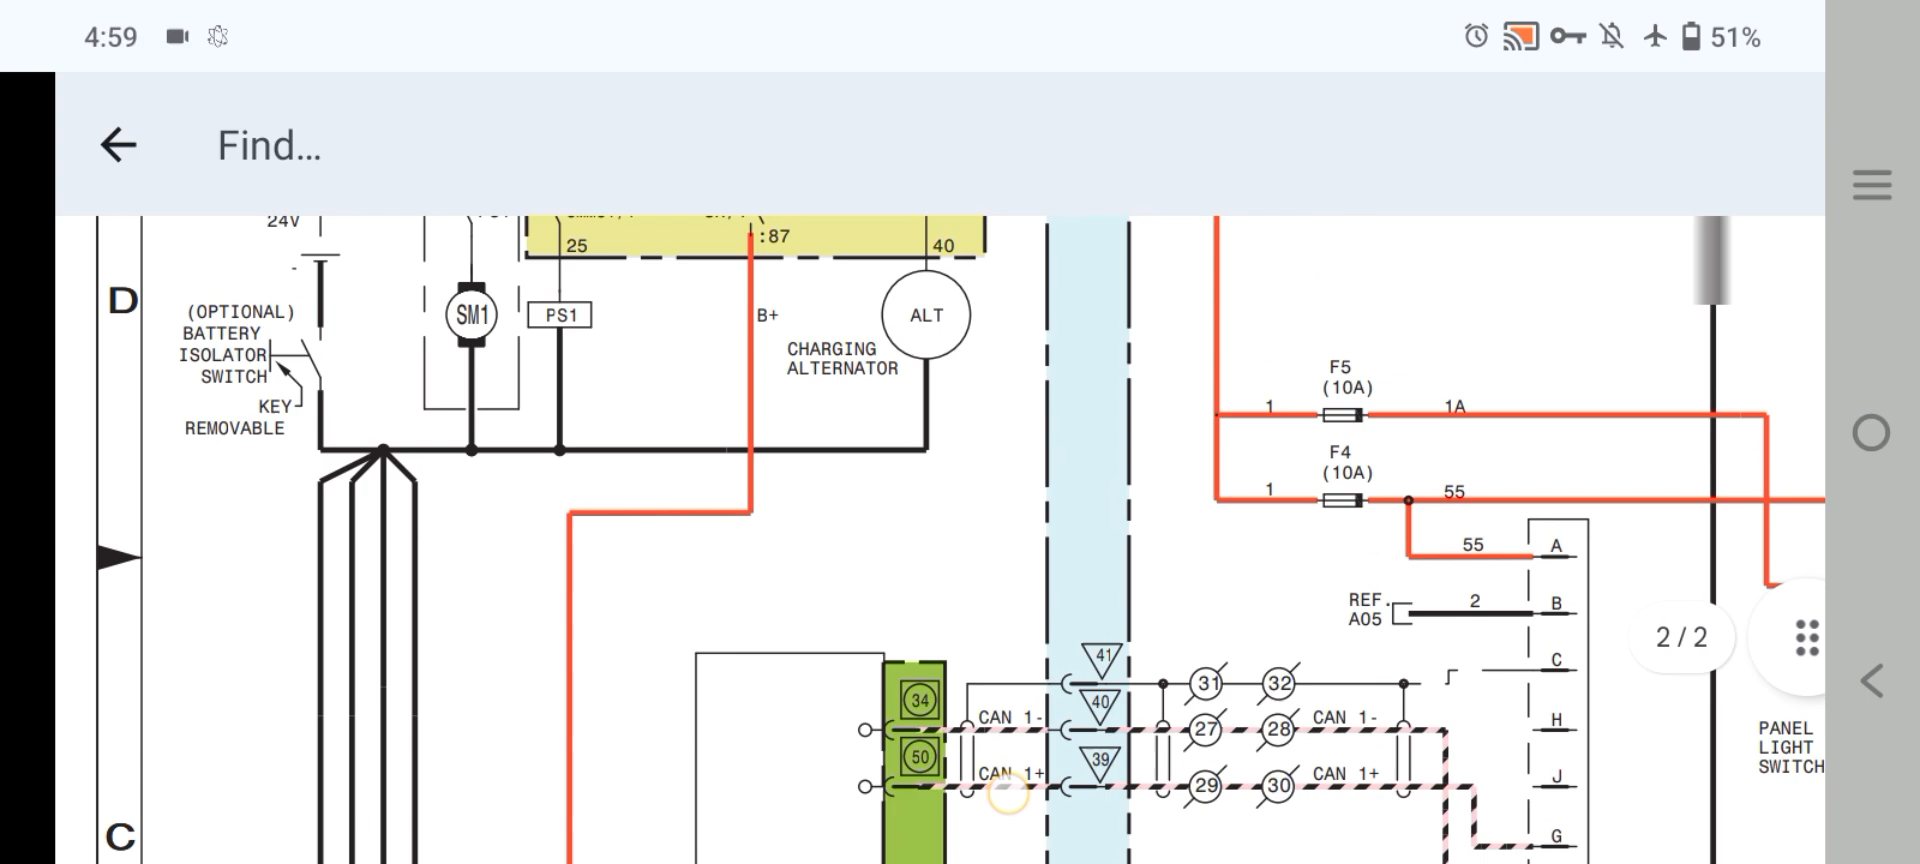 4:59
51%
Find...
24V
-
25
:87
40
D
(OPTIONAL)
BATTERY
ISOLATOR
SWITCH
KEY
REMOVABLE
SM1
PS1
B+
CHARGING
ALTERNATOR
ALT
F5
(10A)
1
1A
F4
(10A)
1
55
55
A
REF.
A05
2
B
2 / 2
C
41
31
32
34
CAN 1-
40
27
28
CAN 1-
H
50
CAN 1+
39
29
30
CAN 1+
J
PANEL
LIGHT
SWITCH
C
G